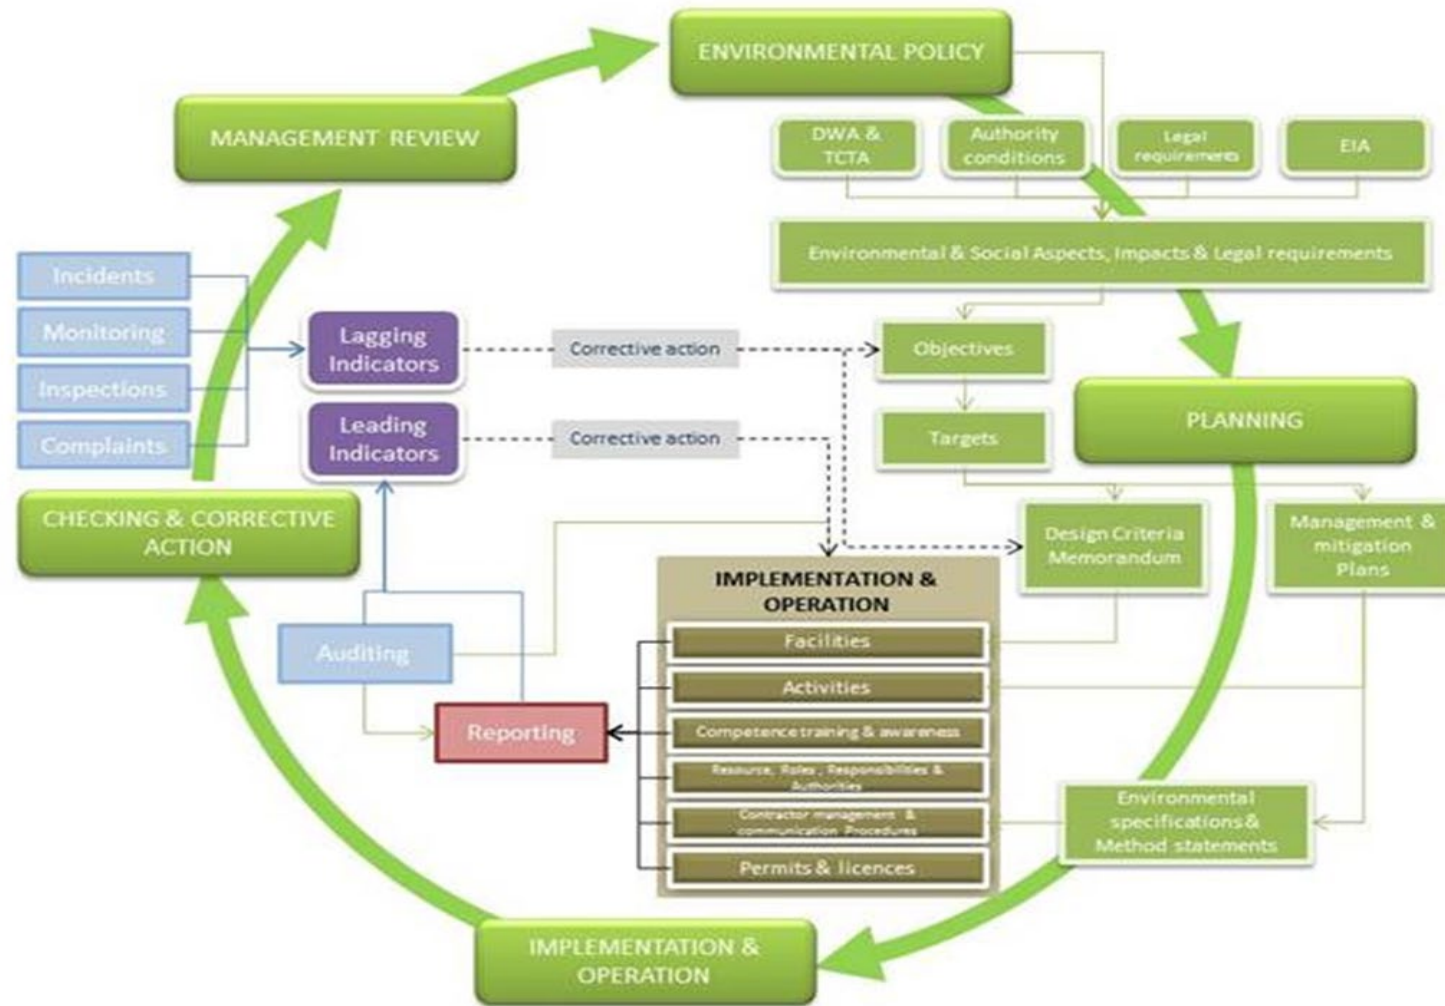 ENVIRONMENTAL POLICY
MANAGEMENT REVIEW
DWA &
TCTA
Authority
conditions
Legal
requirements
EIA
Environmental & Social Aspects, Impacts & Legal requirements
Incidents
Monitoring
Inspections
Complaints
Lagging
Indicators
Corrective action
Objectives
Leading
Indicators
Corrective action
Targets
PLANNING
CHECKING & CORRECTIVE
ACTION
Design Criteria
Memorandum
Management &
mitigation
Plans
IMPLEMENTATION &
OPERATION
Facilities
Activities
Competence training & awareness
Resource, Roles, Responsibilities &
Authorities
Contractor management &
communication Procedures
Permits & licences
Auditing
Reporting
Environmental
specifications &
Method statements
IMPLEMENTATION &
OPERATION